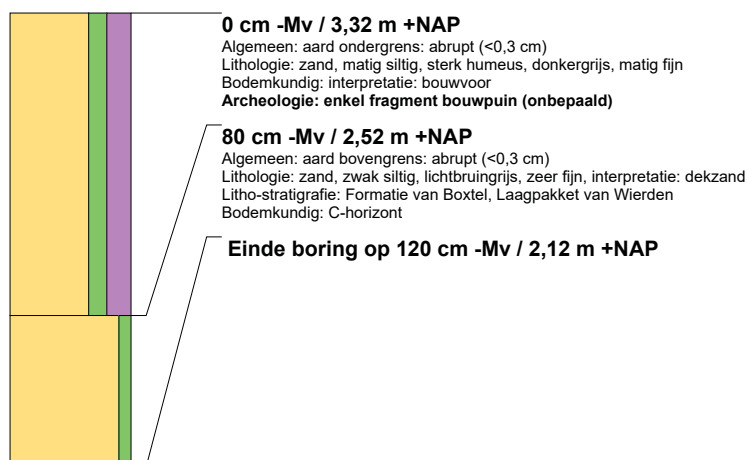 0 cm -Mv / 3,32 m +NAP
Algemeen: aard ondergrens: abrupt (<0,3 cm)
Lithologie: zand, matig siltig, sterk humeus, donkergrijs, matig fijn
Bodemkundig: interpretatie: bouwvoor
Archeologie: enkel fragment bouwpuin (onbepaald)
80 cm -Mv / 2,52 m +NAP
Algemeen: aard bovengrens: abrupt (<0,3 cm)
Lithologie: zand, zwak siltig, lichtbruingrijs, zeer fijn, interpretatie: dekzand
Litho-stratigrafie: Formatie van Boxtel, Laagpakket van Wierden
Bodemkundig: C-horizont
Einde boring op 120 cm -Mv / 2,12 m +NAP